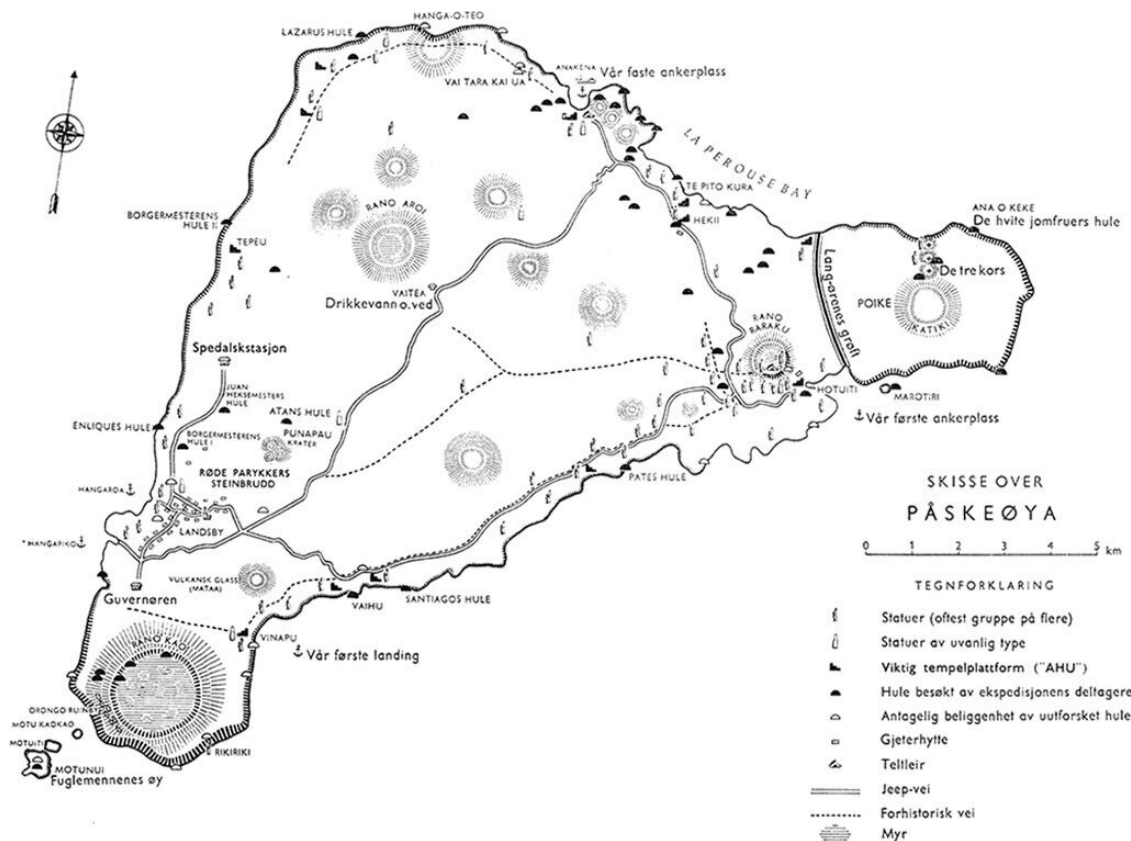 HANGA-O-TEO
LAZARUS HULE
VAI TARA KAI UA
ANAKENA
Vår faste ankerplass
LA PEROUSE BAY
TE PITO KURA
HEKII
ANA O KEKE
De hvite jomfruers hule
De tre kors
BORGERMESTERENS
HULE II
TEPEU
RANO AROI
VAITEA
Drikkevann o.ved
Lang-ørenes grøft
POIKE
KATIKI
RANO
RARAKU
Spedalskstasjon
JUAN
HEKSEMESTERS
HULE
HOTUITI
MAROTIRI
Vår første ankerplass
ENLIQUES HULE
ATANS HULE
PUNAPAU
KRATER
BORGERMESTERENS
HULE I
RØDE PARYKKERS
STEINBRUDD
PATES HULE
HANGARDA
LANDSBY
HANGAPIKO
VULKANSK GLASS
(MATAA)
Guvernøren
VAIHU
SANTIAGOS HULE
VINAPU
Vår første landing
RANO KAOI
ORONGO RUINBY
MOTU KAOKAO
MOTUITI
MOTUNUI
Fuglemennenes øy
RIKIRIKI
SKISSE OVER
PÅSKEØYA
0 1 2 3 4 5 km
TEGNFORKLARING
Statuer (oftest gruppe på flere)
Statuer av uvanlig type
Viktig tempelplattform ("AHU")
Hule besøkt av ekspedisjonens deltagere
Antagelig beliggenhet av uutforsket hule
Gjeterhytte
Teltleir
Jeep-vei
Forhistorisk vei
Myr